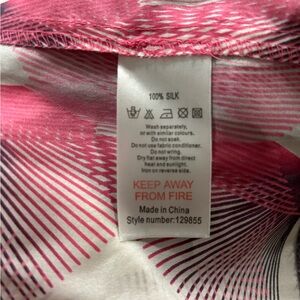 100% SILK
Wash separately,
or with similar colours.
Do not soak.
Do not use fabric conditioner.
Do not wring.
Dry flat away from direct
heat and sunlight.
Iron on reverse side.
KEEP AWAY
FROM FIRE
Made in China
Style number:129855